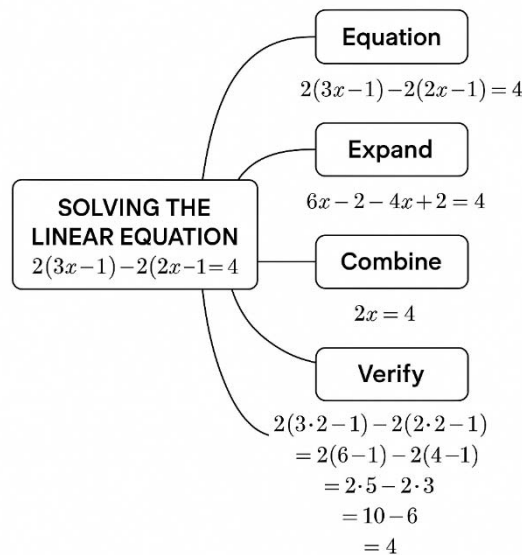 Equation
2(3x−1)−2(2x−1)=4
Expand
6x−2−4x+2=4
SOLVING THE
LINEAR EQUATION
2(3x−1)−2(2x−1=4
Combine
2x=4
Verify
2(3·2−1)−2(2·2−1)
=2(6−1)−2(4−1)
=2·5−2·3
=10−6
=4